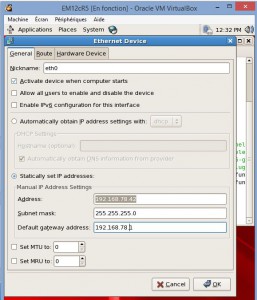 EM12cR5 [En fonction] - Oracle VM VirtualBox
Machine Écran Périphériques Aide
Applications Places System 12:32 PM
Ethernet Device
General Route Hardware Device
Nickname: eth0
Activate device when computer starts
Allow all users to enable and disable the device
Enable IPv6 configuration for this interface
Automatically obtain IP address settings with: dhcp
DHCP Settings
Hostname (optional):
Automatically obtain DNS information from provider
Statically set IP addresses:
Manual IP Address Settings
Address:
Subnet mask: 255.255.255.0
Default gateway address: 192.168.78.1
Set MTU to: 0
Set MRU to: 0
Cancel OK